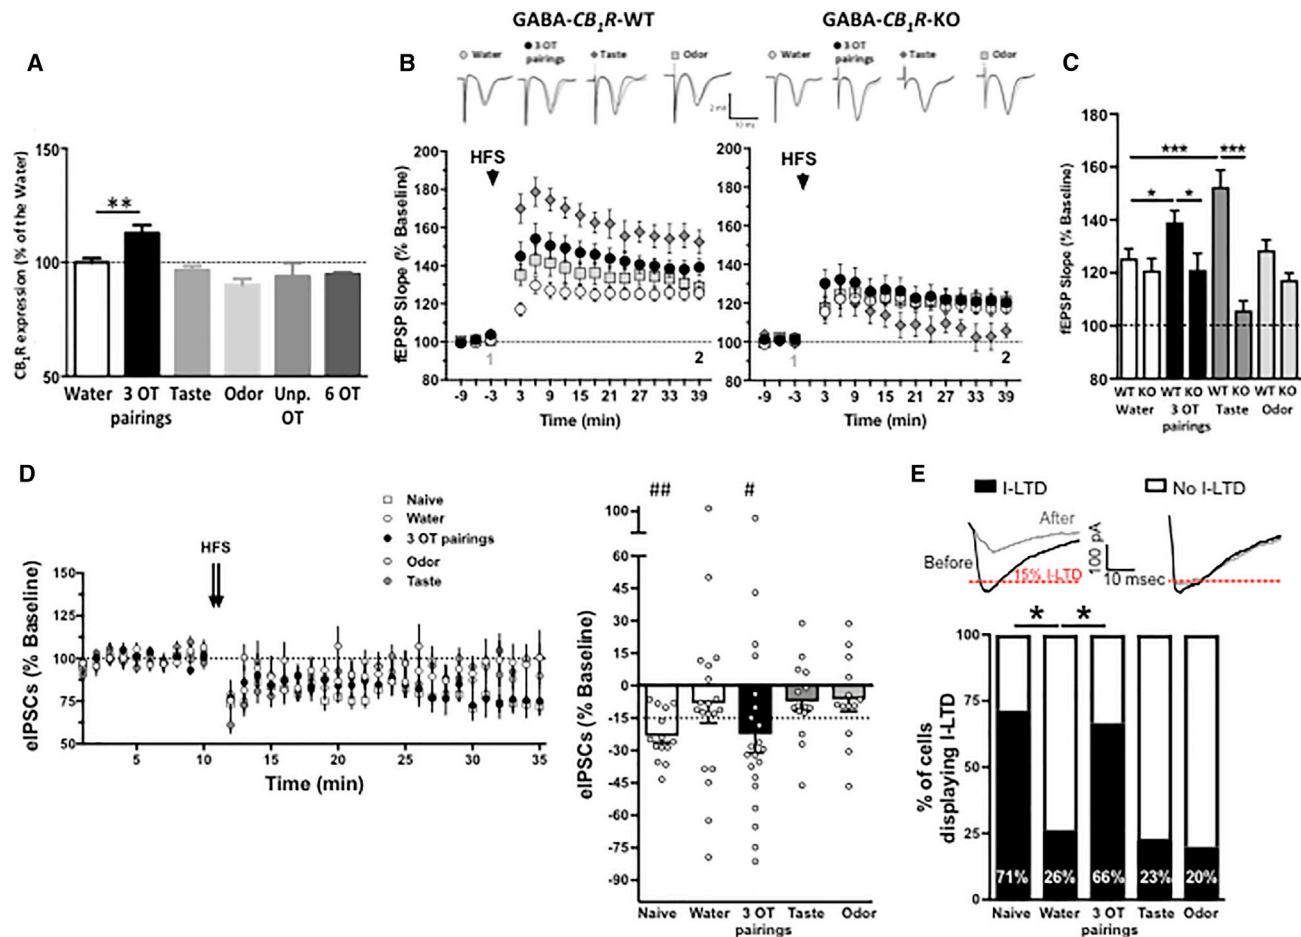 GABA-CB1R-WT
GABA-CB1R-KO
A
B
C
Water
3 OT pairings
Taste
Odor
Water
3 OT pairings
Taste
Odor
10 ms
150
100
50
CB1R expression (% of the Water)
**
Water
3 OT pairings
Taste
Odor
Unp. OT
6 OT
HFS
200
180
160
140
120
100
80
fEPSP Slope (% Baseline)
1
2
-9 -3 3 9 15 21 27 33 39
Time (min)
HFS
200
180
160
140
120
100
80
1
2
-9 -3 3 9 15 21 27 33 39
Time (min)
180
160
140
120
100
80
fEPSP Slope (% Baseline)
*** ***
* *
WT KO WT KO WT KO WT KO
Water
3 OT pairings
Taste
Odor
D
Naive
Water
3 OT pairings
Odor
Taste
HFS
150
125
100
75
50
eIPSCs (% Baseline)
0 5 10 15 20 25 30 35
Time (min)
## #
100
60
45
30
15
0
-15
-30
-45
-60
-75
-90
eIPSCs (% Baseline)
Naive
Water
3 OT pairings
Taste
Odor
E
I-LTD
No I-LTD
After
Before
15% I-LTD
100 pA
10 msec
* *
100
75
50
25
0
% of cells displaying I-LTD
71% 26% 66% 23% 20%
Naive
Water
3 OT pairings
Taste
Odor